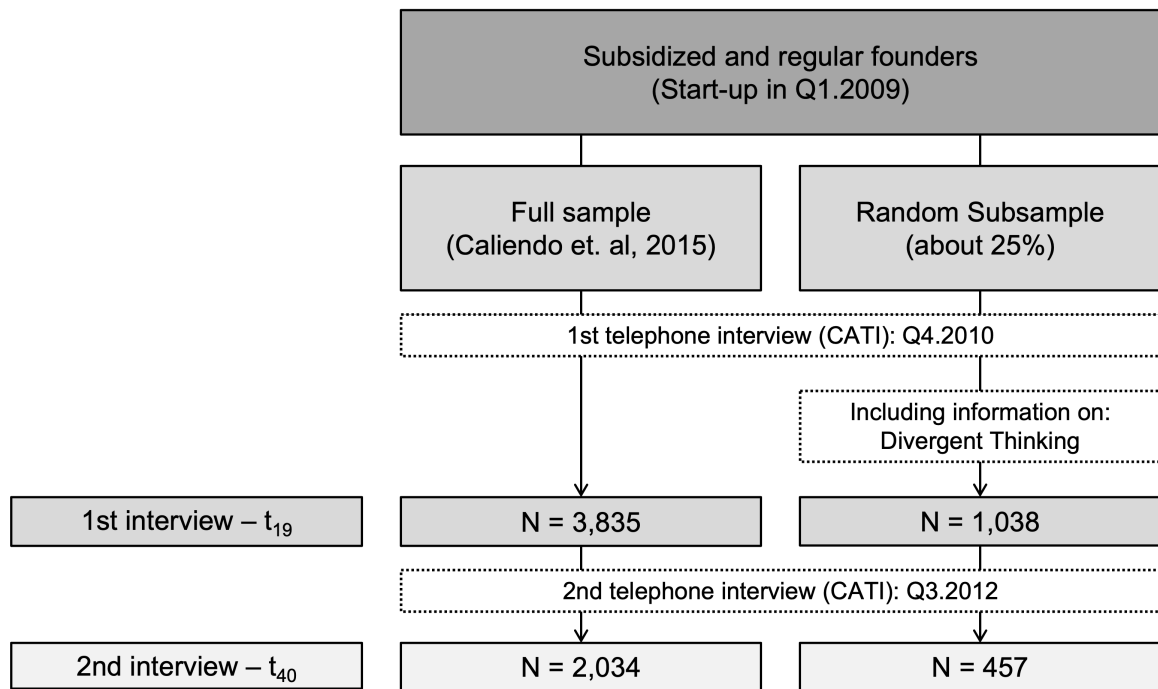 Subsidized and regular founders
(Start-up in Q1.2009)
Full sample
(Caliendo et. al, 2015)
Random Subsample
(about 25%)
1st telephone interview (CATI): Q4.2010
Including information on:
Divergent Thinking
1st interview – t19
N = 3,835
N = 1,038
2nd telephone interview (CATI): Q3.2012
2nd interview – t40
N = 2,034
N = 457